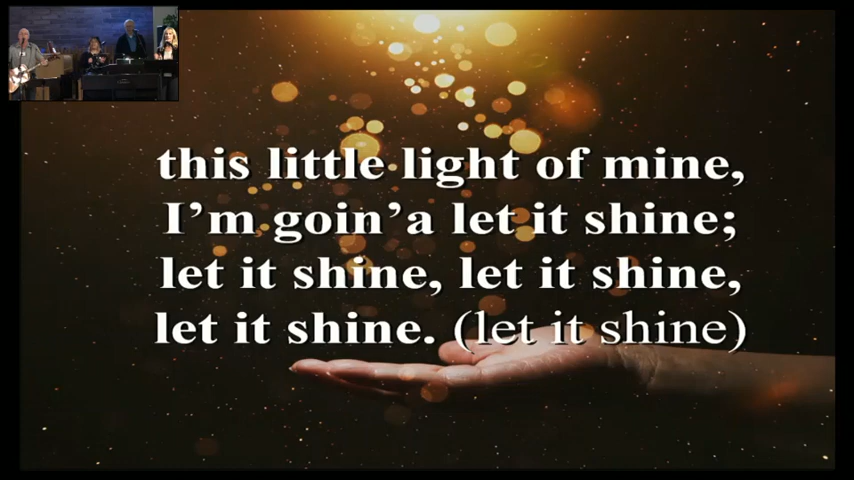 this little light of mine,
I’m goin’a let it shine;
let it shine, let it shine,
let it shine. (let it shine)